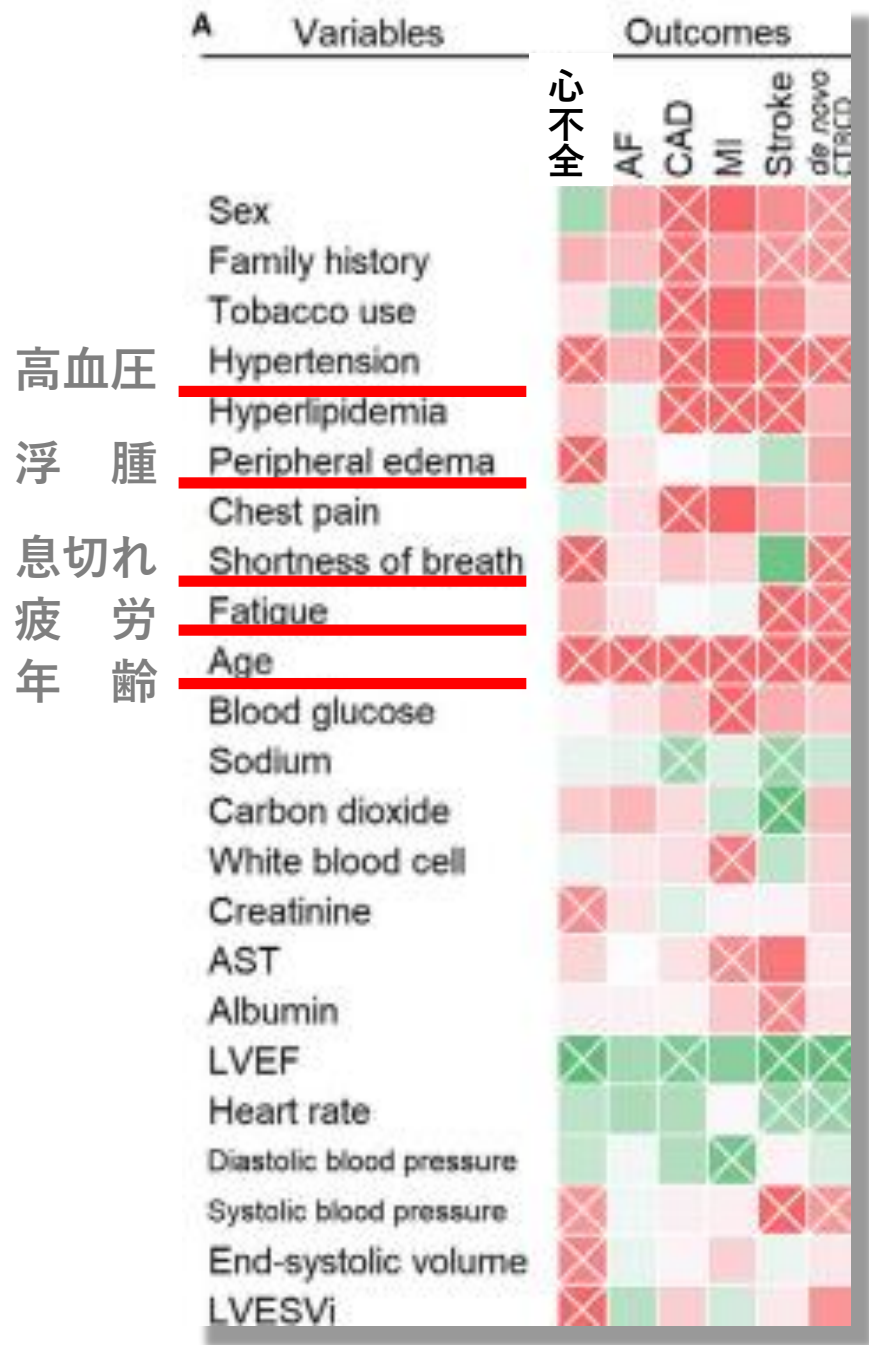 A Variables Outcomes
心不全 AF CAD MI Stroke de novo CTRCD
Sex
Family history
Tobacco use
高血圧 Hypertension
Hyperlipidemia
浮腫 Peripheral edema
Chest pain
息切れ Shortness of breath
疲労 Fatigue
年齢 Age
Blood glucose
Sodium
Carbon dioxide
White blood cell
Creatinine
AST
Albumin
LVEF
Heart rate
Diastolic blood pressure
Systolic blood pressure
End-systolic volume
LVESVi